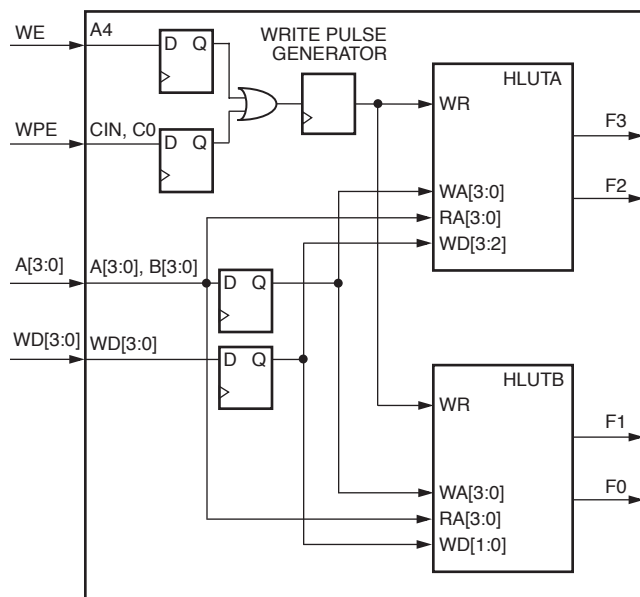 WE
A4
D Q
WRITE PULSE
GENERATOR
HLUTA
WR
F3
WPE
CIN, C0
D Q
F2
WA[3:0]
RA[3:0]
WD[3:2]
A[3:0]
A[3:0], B[3:0]
D Q
WD[3:0]
WD[3:0]
D Q
HLUTB
WR
F1
WA[3:0]
F0
RA[3:0]
WD[1:0]